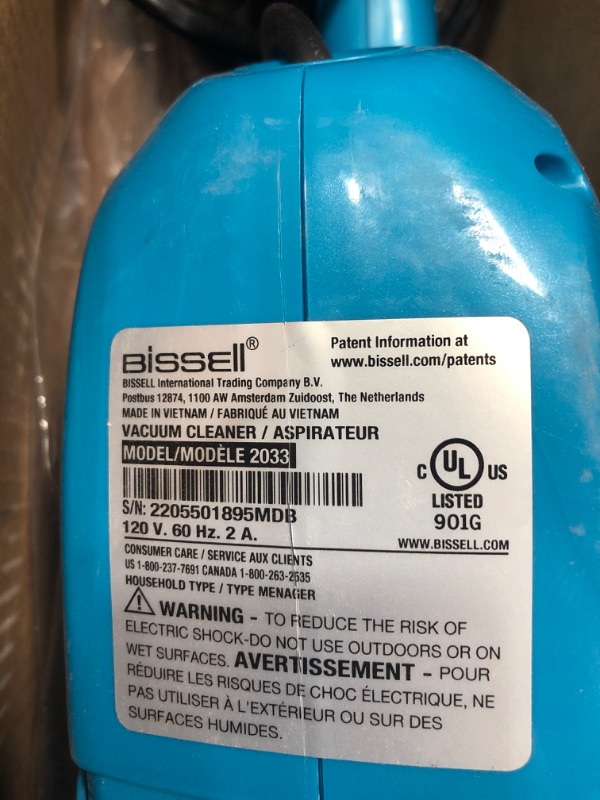 BISSELL®
Patent Information at
www.bissell.com/patents
BISSELL International Trading Company B.V.
Postbus 12874, 1100 AW Amsterdam Zuidoost, The Netherlands
MADE IN VIETNAM / FABRIQUÉ AU VIETNAM
VACUUM CLEANER / ASPIRATEUR
MODEL/MODÈLE 2033
S/N: 2205501895MDB
120 V. 60 Hz. 2 A.
C UL US
LISTED
901G
WWW.BISSELL.COM
CONSUMER CARE / SERVICE AUX CLIENTS
US 1-800-237-7691 CANADA 1-800-263-2535
HOUSEHOLD TYPE / TYPE MENAGER
WARNING - TO REDUCE THE RISK OF
ELECTRIC SHOCK-DO NOT USE OUTDOORS OR ON
WET SURFACES. AVERTISSEMENT - POUR
RÉDUIRE LES RISQUES DE CHOC ÉLECTRIQUE, NE
PAS UTILISER À L'EXTÉRIEUR OU SUR DES
SURFACES HUMIDES.